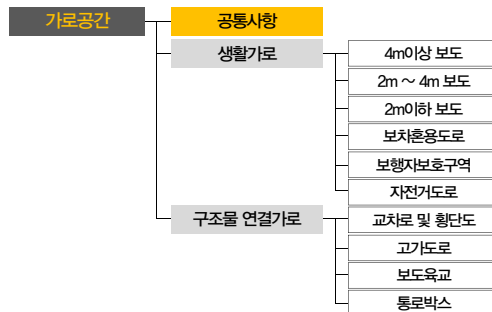 가로공간
공통사항
생활가로
4m이상 보도
2m ~ 4m 보도
2m이하 보도
보차혼용도로
보행자보호구역
자전거도로
구조물 연결가로
교차로 및 횡단도
고가도로
보도육교
통로박스